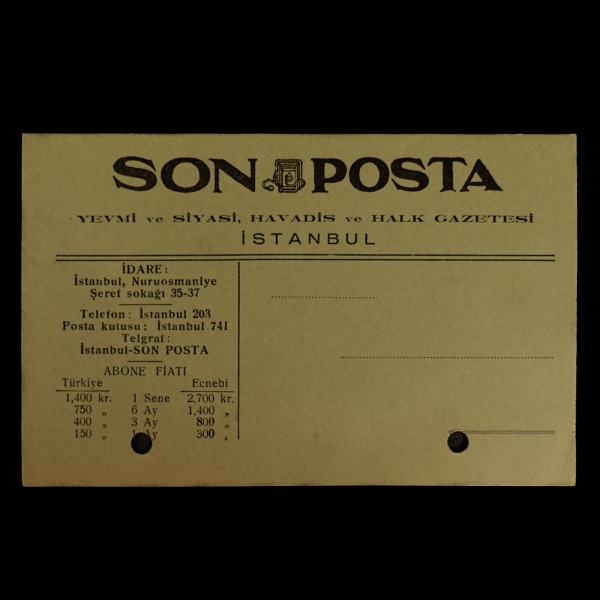 SON POSTA
YEVMİ ve SİYASİ, HAVADİS ve HALK GAZETESİ
İSTANBUL
İDARE:
İstanbul, Nuruosmaniye
Şeref sokağı 35-37
Telefon: İstanbul 203
Posta kutusu: İstanbul 741
Telgraf:
İstanbul-SON POSTA
ABONE FİATI
Türkiye Ecnebi
1,400 kr. 1 Sene 2,700 kr.
750 „ 6 Ay 1,400 „
400 „ 3 Ay 800 „
150 „ 1 Ay 300 „